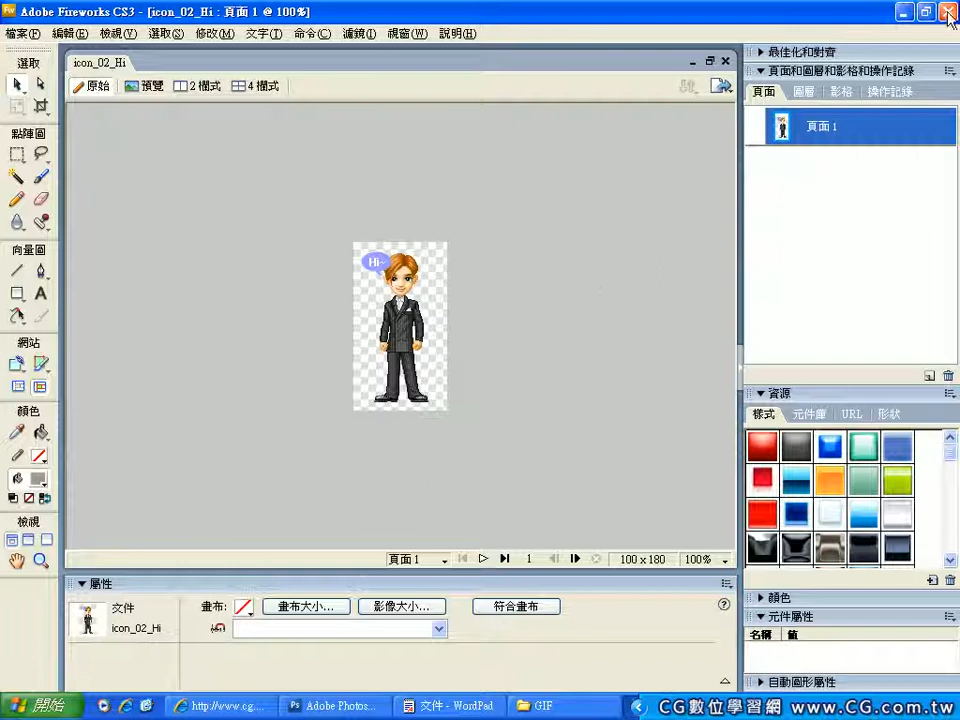 Adobe Fireworks CS3 - [icon_02_Hi : 頁面 1 @ 100%]
檔案(F) 編輯(E) 檢視(V) 選取(S) 修改(M) 文字(T) 命令(C) 濾鏡(I) 視窗(W) 說明(H)
選取
icon_02_Hi
原始 預覽 2 欄式 4 欄式
點陣圖
向量圖
網站
顏色
檢視
Hi~
頁面 1 1 100 x 180 100%
最佳化和對齊
頁面和圖層和影格和操作記錄
頁面 圖層 影格 操作記錄
頁面 1
資源
樣式 元件庫 URL 形狀
顏色
元件屬性
名稱 值
自動圖形屬性
屬性
文件 畫布: 畫布大小... 影像大小... 符合畫布
icon_02_Hi
開始 http://www.cg.... Adobe Photos... 文件 - WordPad GIF CG數位學習網 www.CG.com.tw